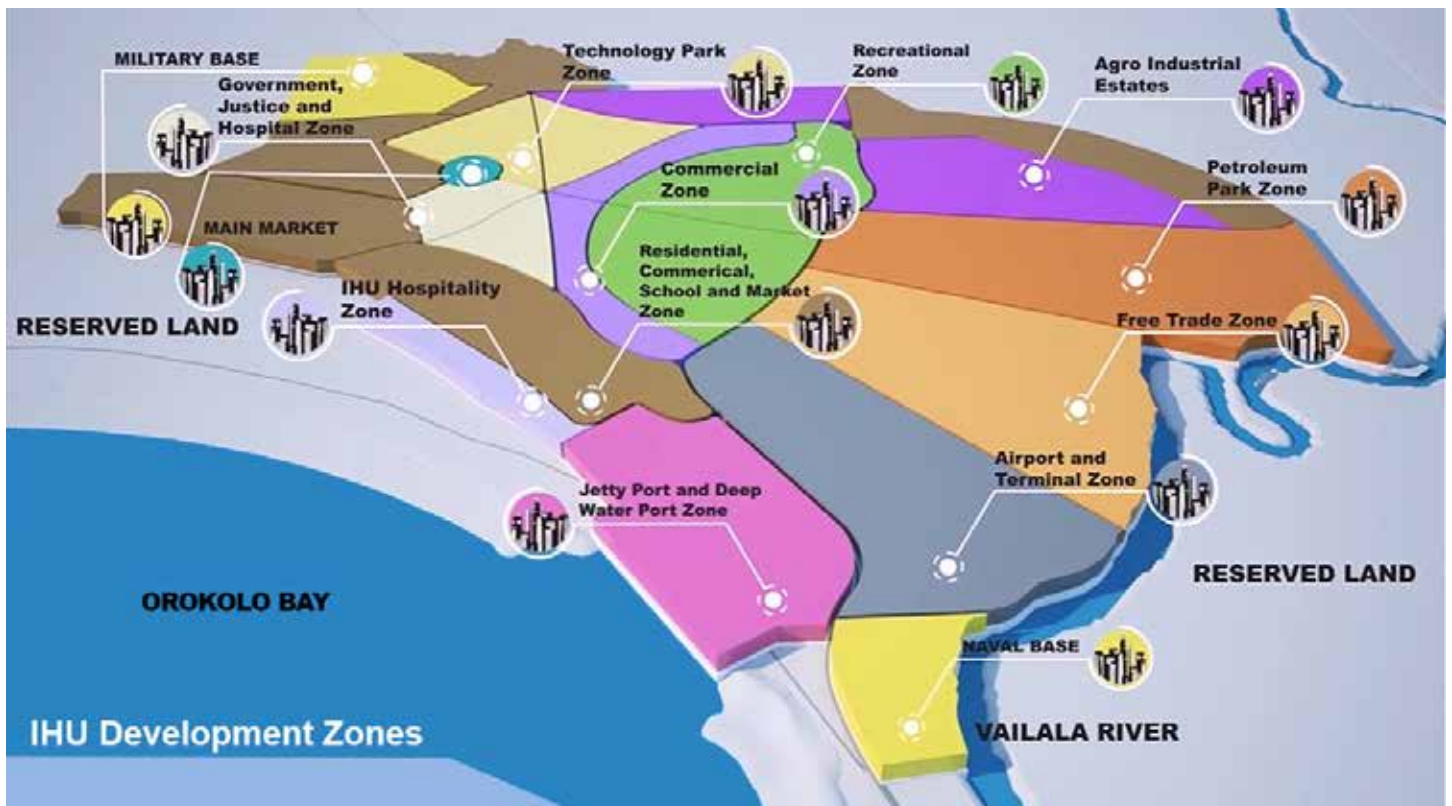 MILITARY BASE
Government,
Justice and
Hospital Zone
Technology Park
Zone
Recreational
Zone
Agro Industrial
Estates
Commercial
Zone
Petroleum
Park Zone
MAIN MARKET
Residential,
Commerical,
School and Market
Zone
IHU Hospitality
Zone
RESERVED LAND
Free Trade Zone
Airport and
Terminal Zone
Jetty Port and Deep
Water Port Zone
RESERVED LAND
OROKOLO BAY
NAVAL BASE
VAILALA RIVER
IHU Development Zones